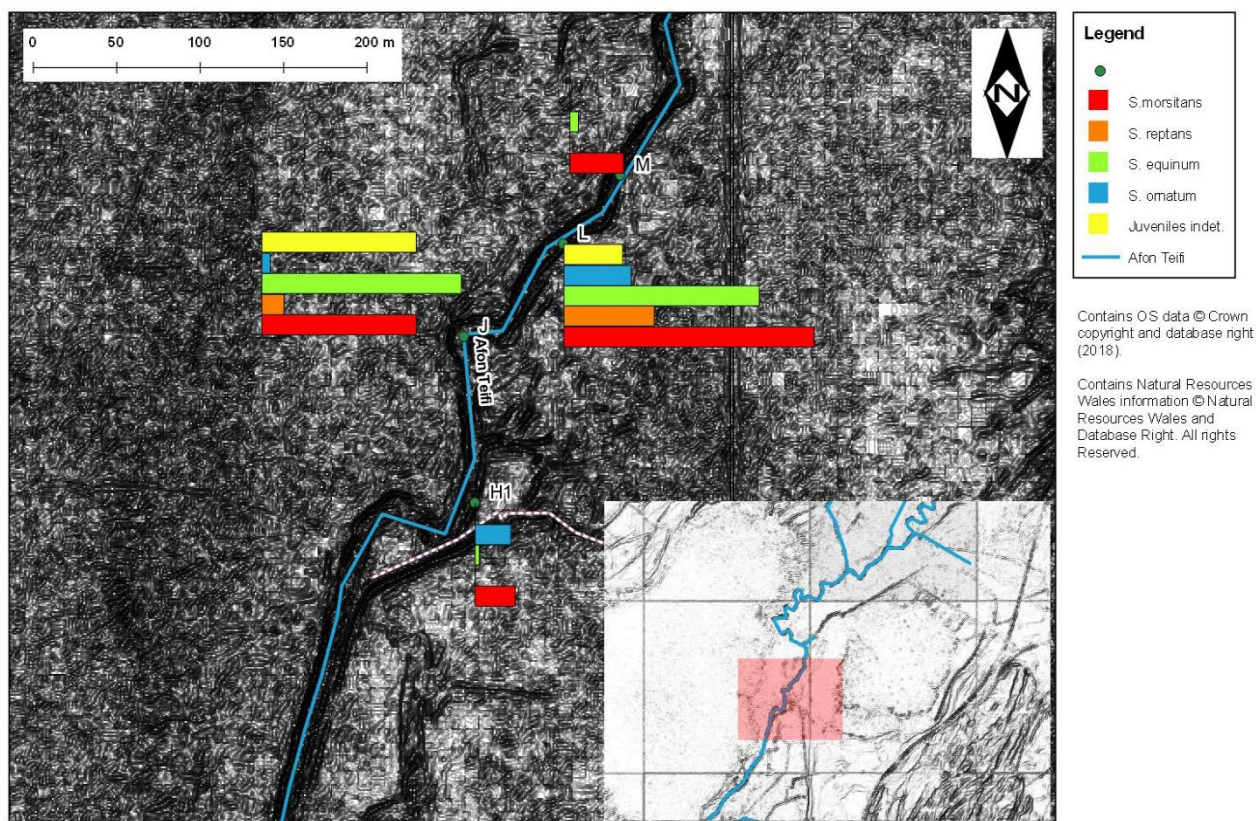 0 50 100 150 200 m
N
M
L
J
Afon Teifi
H1
Legend
S.morsitans
S. reptans
S. equinum
S. ornatum
Juveniles indet.
Afon Teifi
Contains OS data © Crown
copyright and database right
(2018).
Contains Natural Resources
Wales information © Natural
Resources Wales and
Database Right. All rights
Reserved.